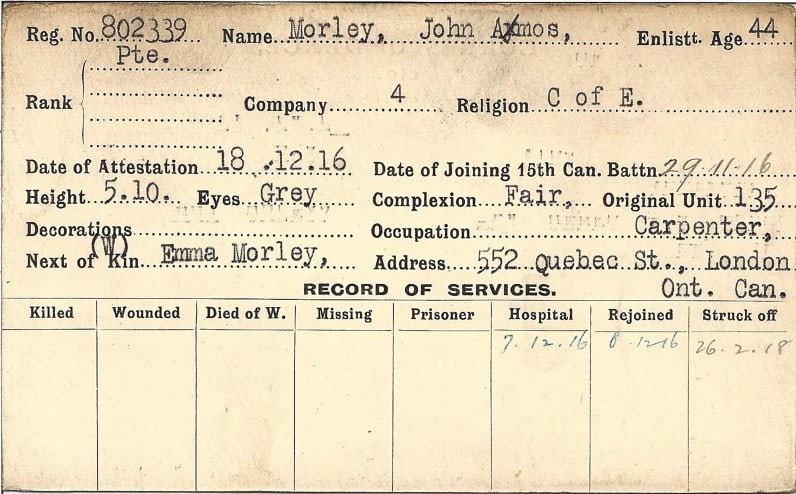 Reg. No. 802339 Name Morley, John Amos, Enlistt. Age 44
Pte.
Rank Company 4 Religion C of E.
Date of Attestation 18.12.16 Date of Joining 15th Can. Battn. 29.11.16
Height 5.10. Eyes Grey Complexion Fair, Original Unit 135
Decorations Occupation Carpenter,
(W)
Next of Kin Emma Morley, Address 552 Quebec St., London
RECORD OF SERVICES. Ont. Can.
Killed Wounded Died of W. Missing Prisoner Hospital Rejoined Struck off
7.12.16 8.12.16 26.2.18